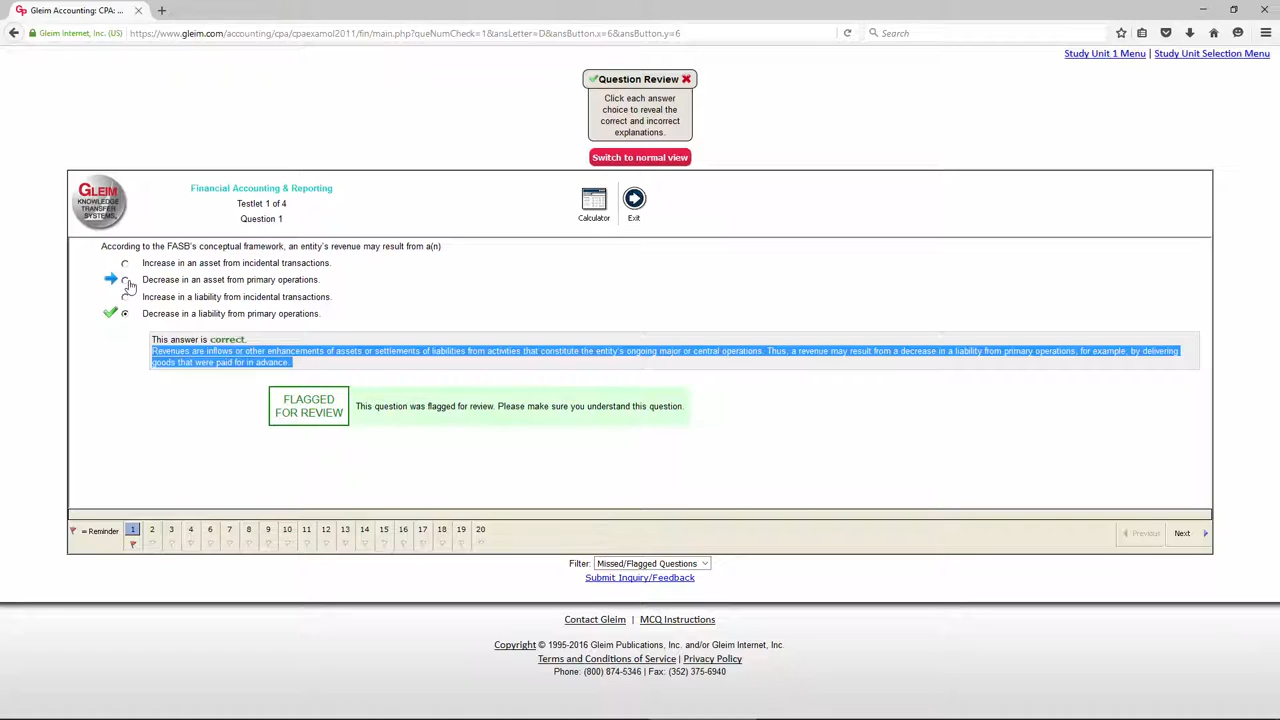 Gleim Accounting: CPA: ...
Gleim Internet, Inc. (US)
https://www.gleim.com/accounting/cpa/cpaexamol2011/fin/main.php?queNumCheck=1&ansLetter=D&ansButton.x=6&ansButton.y=6
Search
Study Unit 1 Menu | Study Unit Selection Menu
Question Review
Click each answer
choice to reveal the
correct and incorrect
explanations.
Switch to normal view
GLEIM
KNOWLEDGE
TRANSFER
SYSTEMS
Financial Accounting & Reporting
Testlet 1 of 4
Question 1
Calculator
Exit
According to the FASB's conceptual framework, an entity's revenue may result from a(n)
Increase in an asset from incidental transactions.
Decrease in an asset from primary operations.
Increase in a liability from incidental transactions.
Decrease in a liability from primary operations.
This answer is correct.
Revenues are inflows or other enhancements of assets or settlements of liabilities from activities that constitute the entity's ongoing major or central operations. Thus, a revenue may result from a decrease in a liability from primary operations, for example, by delivering
goods that were paid for in advance.
FLAGGED
FOR REVIEW
This question was flagged for review. Please make sure you understand this question.
= Reminder 1 2 3 4 6 7 8 9 10 11 12 13 14 15 16 17 18 19 20
Previous Next
Filter: Missed/Flagged Questions
Submit Inquiry/Feedback
Contact Gleim | MCQ Instructions
Copyright © 1995-2016 Gleim Publications, Inc. and/or Gleim Internet, Inc.
Terms and Conditions of Service | Privacy Policy
Phone: (800) 874-5346 | Fax: (352) 375-6940